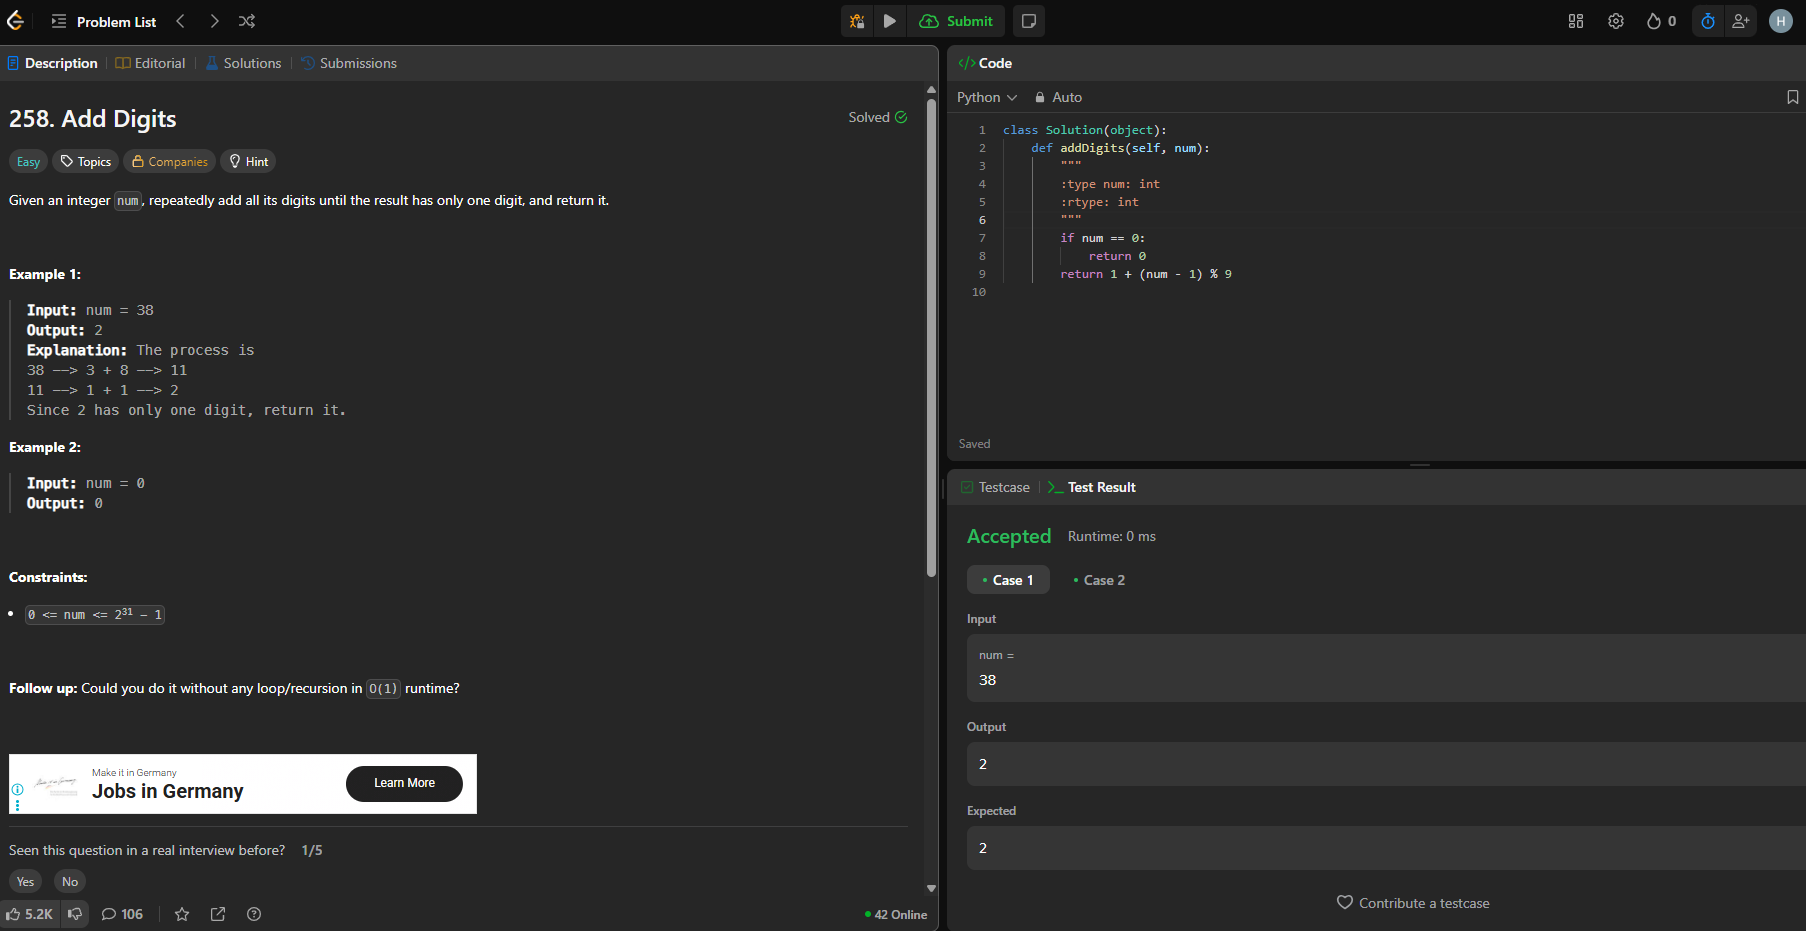 Problem List
Submit
0
H
Description
Editorial
Solutions
Submissions
258. Add Digits
Solved
Easy
Topics
Companies
Hint
Given an integer num, repeatedly add all its digits until the result has only one digit, and return it.
Example 1:
Input: num = 38
Output: 2
Explanation: The process is
38 --> 3 + 8 --> 11
11 --> 1 + 1 --> 2
Since 2 has only one digit, return it.
Example 2:
Input: num = 0
Output: 0
Constraints:
• 0 <= num <= 2³¹ - 1
Follow up: Could you do it without any loop/recursion in O(1) runtime?
Make it in Germany
Jobs in Germany
Learn More
Seen this question in a real interview before? 1/5
Yes
No
5.2K
106
42 Online
</> Code
Python
Auto
1 class Solution(object):
2 def addDigits(self, num):
3 """
4 :type num: int
5 :rtype: int
6 """
7 if num == 0:
8 return 0
9 return 1 + (num - 1) % 9
10
Saved
Testcase
>_ Test Result
Accepted
Runtime: 0 ms
• Case 1
• Case 2
Input
num =
38
Output
2
Expected
2
Contribute a testcase